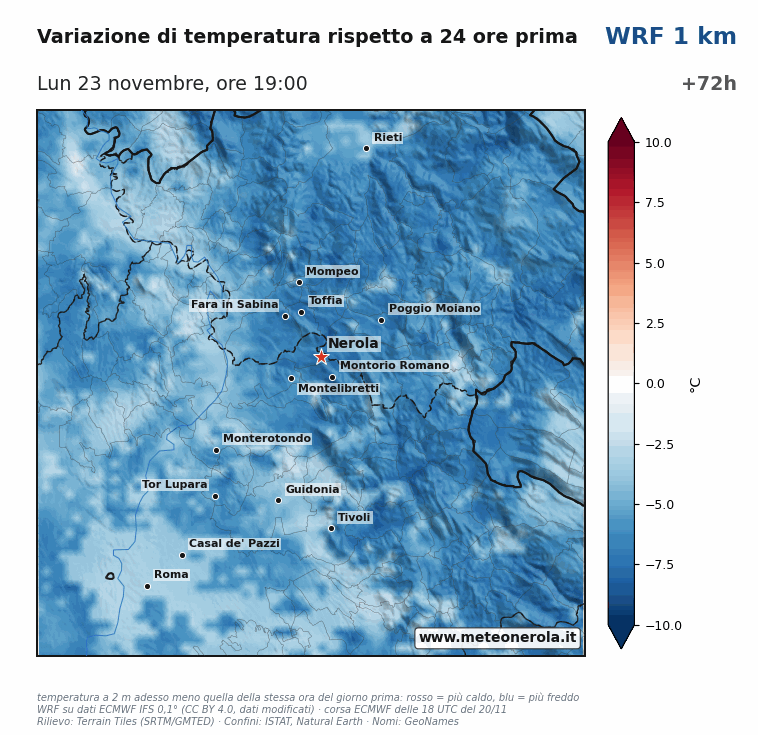 Variazione di temperatura rispetto a 24 ore prima WRF 1 km
Lun 23 novembre, ore 19:00 +72h
Rieti
Mompeo
Toffia
Fara in Sabina
Poggio Moiano
Nerola
Montorio Romano
Montelibretti
Monterotondo
Tor Lupara
Guidonia
Tivoli
Casal de' Pazzi
Roma
www.meteonerola.it
10.0
7.5
5.0
2.5
0.0
−2.5
−5.0
−7.5
−10.0
°C
temperatura a 2 m adesso meno quella della stessa ora del giorno prima: rosso = più caldo, blu = più freddo
WRF su dati ECMWF IFS 0,1° (CC BY 4.0, dati modificati) · corsa ECMWF delle 18 UTC del 20/11
Rilievo: Terrain Tiles (SRTM/GMTED) · Confini: ISTAT, Natural Earth · Nomi: GeoNames